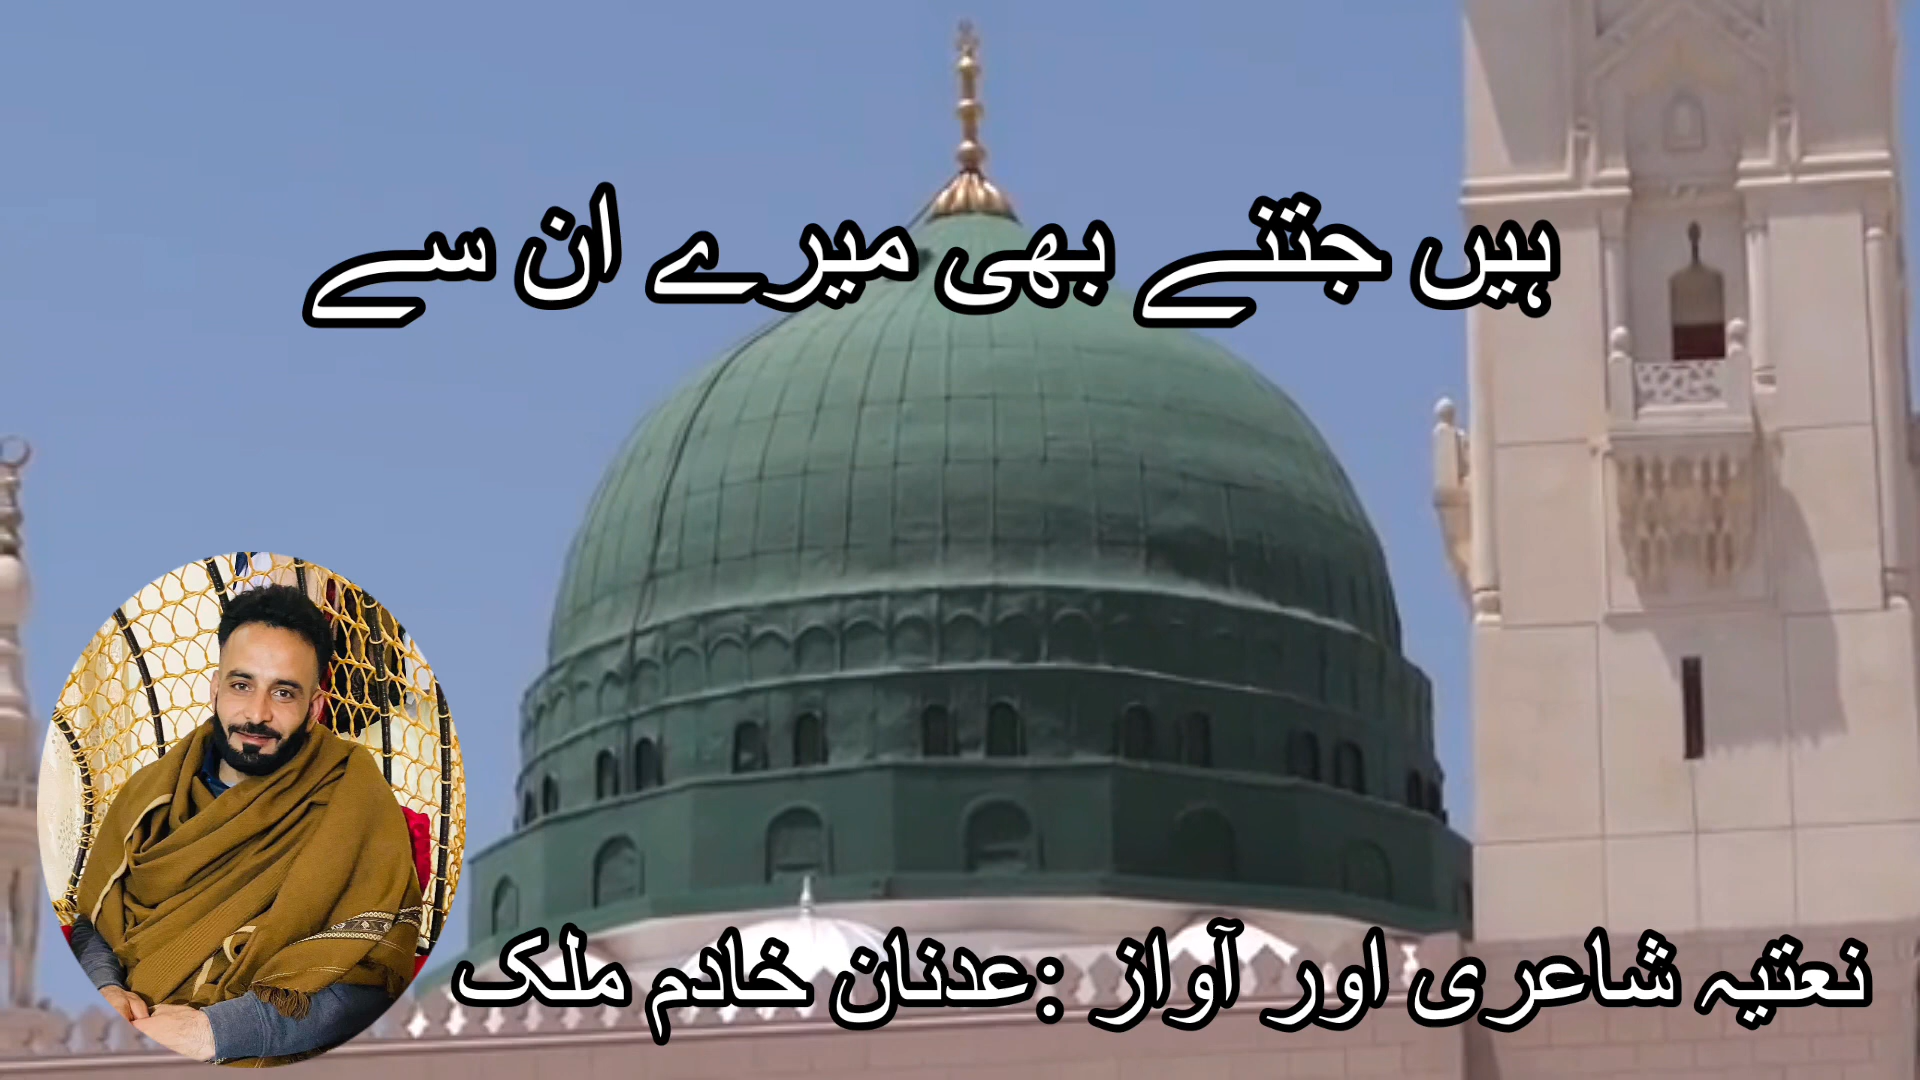 ہیں جتنے بھی میرے ان سے
نعتیہ شاعری اور آواز :عدنان خادم ملک